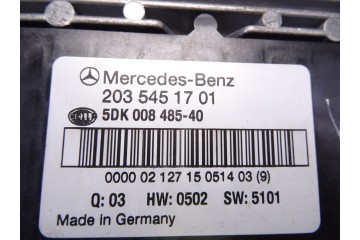 Mercedes-Benz
203 545 17 01
HELLA 5DK 008 485-40
0000 02 127 15 0514 03 (9)
Q: 03 HW: 0502 SW: 5101
Made in Germany